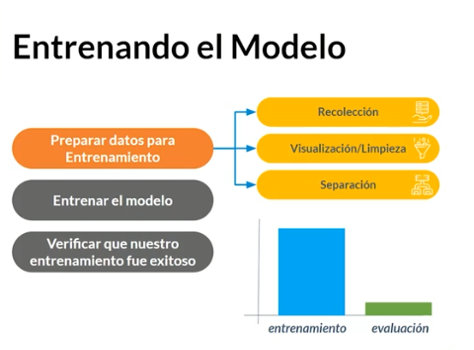 Entrenando el Modelo
Preparar datos para
Entrenamiento
Entrenar el modelo
Verificar que nuestro
entrenamiento fue exitoso
Recolección
Visualización/Limpieza
Separación
entrenamiento
evaluación